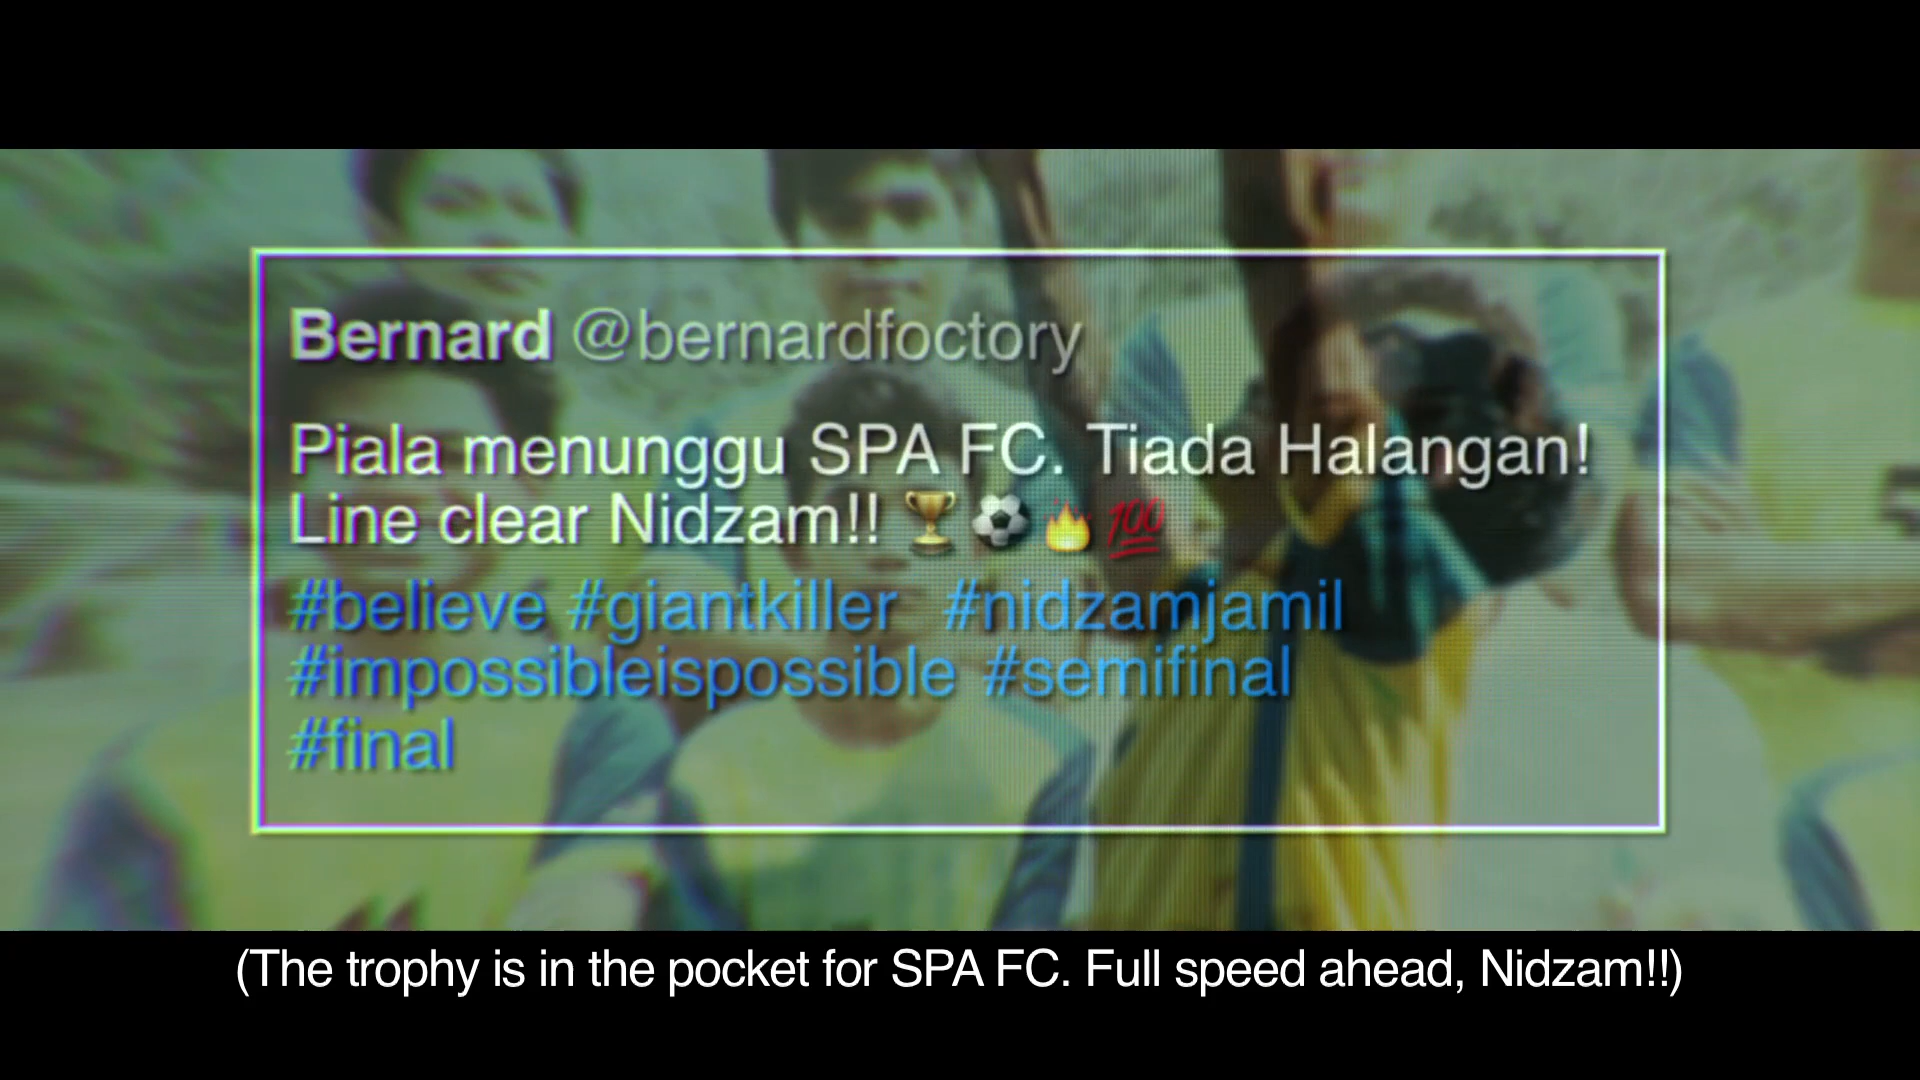 Bernard @bernardfoctory
Piala menunggu SPA FC. Tiada Halangan!
Line clear Nidzam!! 🏆⚽🔥💯
#believe #giantkiller #nidzamjamil
#impossibleispossible #semifinal
#final
(The trophy is in the pocket for SPA FC. Full speed ahead, Nidzam!!)